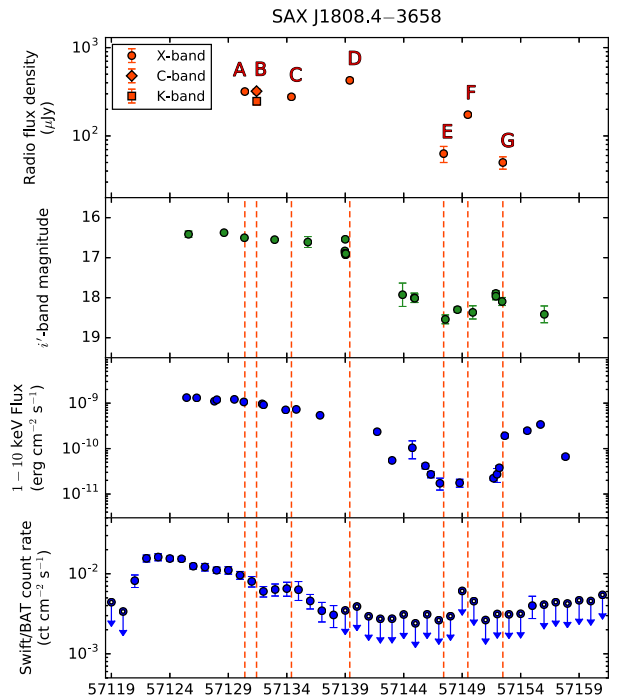 SAX J1808.4−3658
Radio flux density
(μJy)
10³
10²
X-band
C-band
K-band
A
B
C
D
E
F
G
i′-band magnitude
16
17
18
19
1−10 keV Flux
(erg cm⁻² s⁻¹)
10⁻⁹
10⁻¹⁰
10⁻¹¹
Swift/BAT count rate
(ct cm⁻² s⁻¹)
10⁻²
10⁻³
57119 57124 57129 57134 57139 57144 57149 57154 57159